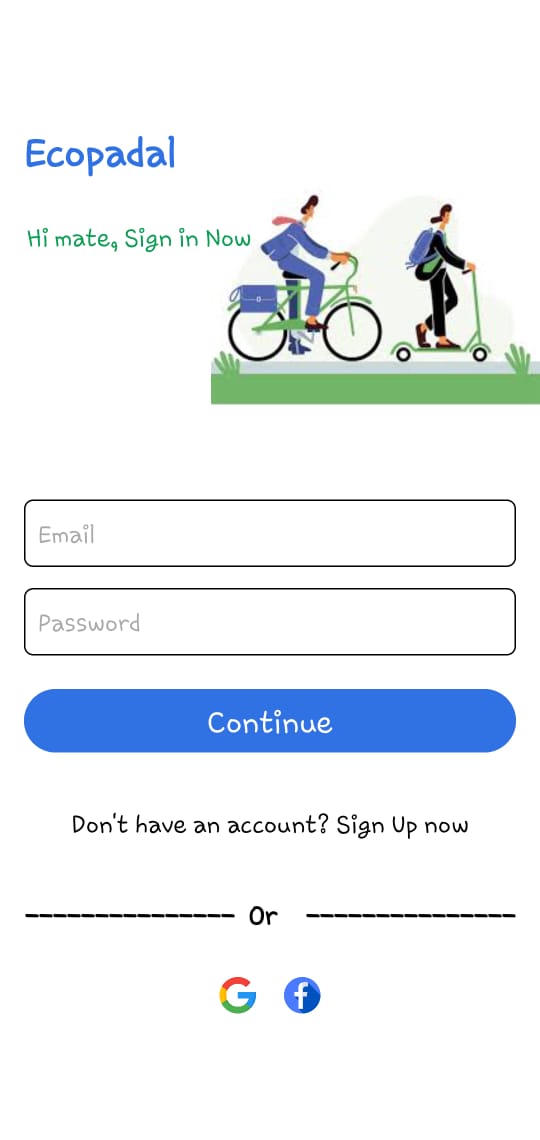 Ecopadal
Hi mate, Sign in Now
Email
Password
Continue
Don't have an account? Sign Up now
--------------- Or ---------------
G f